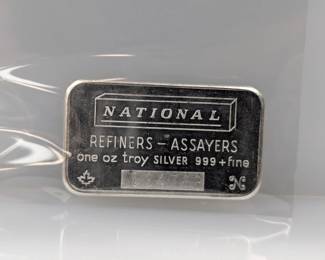 NATIONAL
REFINERS - ASSAYERS
one oz troy SILVER 999+fine